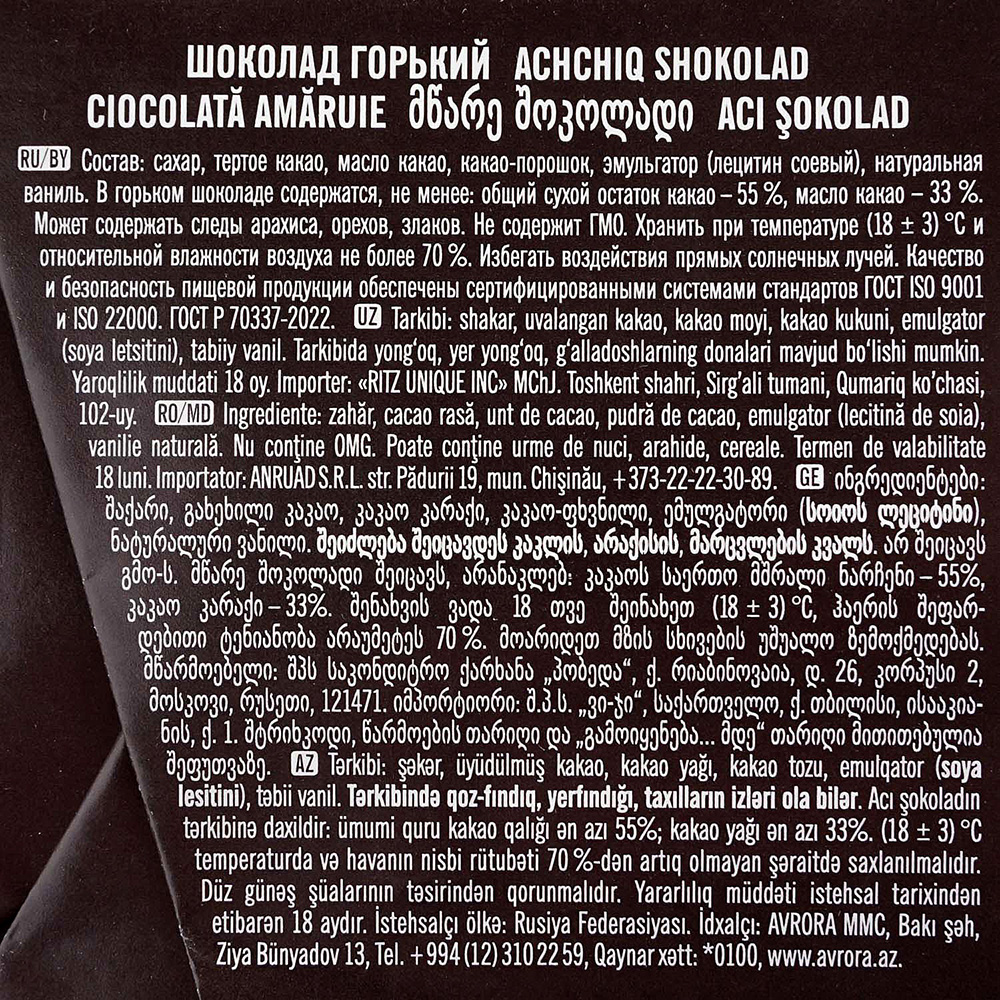 ШОКОЛАД ГОРЬКИЙ ACHCHIQ SHOKOLAD
CIOCOLATĂ AMĂRUIE მწარე შოკოლადი ACI ŞOKOLAD
RU/BY Состав: сахар, тертое какао, масло какао, какао-порошок, эмульгатор (лецитин соевый), натуральная
ваниль. В горьком шоколаде содержатся, не менее: общий сухой остаток какао – 55 %, масло какао – 33 %.
Может содержать следы арахиса, орехов, злаков. Не содержит ГМО. Хранить при температуре (18 ± 3) °C и
относительной влажности воздуха не более 70 %. Избегать воздействия прямых солнечных лучей. Качество
и безопасность пищевой продукции обеспечены сертифицированными системами стандартов ГОСТ ISO 9001
и ISO 22000. ГОСТ Р 70337-2022. UZ Tarkibi: shakar, uvalangan kakao, kakao moyi, kakao kukuni, emulgator
(soya letsitini), tabiiy vanil. Tarkibida yong‘oq, yer yong‘oq, g‘alladoshlarning donalari mavjud bo‘lishi mumkin.
Yaroqlilik muddati 18 oy. Importer: «RITZ UNIQUE INC» MChJ. Toshkent shahri, Sirg’ali tumani, Qumariq ko’chasi,
102-uy. RO/MD Ingrediente: zahăr, cacao rasă, unt de cacao, pudră de cacao, emulgator (lecitină de soia),
vanilie naturală. Nu conține OMG. Poate conține urme de nuci, arahide, cereale. Termen de valabilitate
18 luni. Importator: ANRUAD S.R.L. str. Pădurii 19, mun. Chișinău, +373-22-22-30-89. GE ინგრედიენტები:
შაქარი, გახეხილი კაკაო, კაკაო კარაქი, კაკაო-ფხვნილი, ემულგატორი (სოიოს ლეციტინი),
ნატურალური ვანილი. შეიძლება შეიცავდეს კაკლის, არაქისის, მარცვლების კვალს. არ შეიცავს
გმო-ს. მწარე შოკოლადი შეიცავს, არანაკლებ: კაკაოს საერთო მშრალი ნარჩენი – 55%,
კაკაო კარაქი – 33%. შენახვის ვადა 18 თვე შეინახეთ (18 ± 3) °C, ჰაერის შეფარ-
დებითი ტენიანობა არაუმეტეს 70 %. მოარიდეთ მზის სხივების უშუალო ზემოქმედებას.
მწარმოებელი: შპს საკონდიტრო ქარხანა „პობედა“, ქ. რიაბინოვაია, დ. 26, კორპუსი 2,
მოსკოვი, რუსეთი, 121471. იმპორტიორი: შ.პ.ს. „ვი-ჯი“, საქართველო, ქ. თბილისი, ისააკია-
ნის, ქ. 1. შტრიხკოდი, წარმოების თარიღი და „გამოიყენება... მდე“ თარიღი მითითებულია
შეფუთვაზე. AZ Tərkibi: şəkər, üyüdülmüş kakao, kakao yağı, kakao tozu, emulqator (soya
lesitini), təbii vanil. Tərkibində qoz-fındıq, yerfındığı, taxılların izləri ola bilər. Acı şokoladın
tərkibinə daxildir: ümumi quru kakao qalığı ən azı 55%; kakao yağı ən azı 33%. (18 ± 3) °C
temperaturda və havanın nisbi rütubəti 70 %-dən artıq olmayan şəraitdə saxlanılmalıdır.
Düz günəş şüalarının təsirindən qorunmalıdır. Yararlılıq müddəti istehsal tarixindən
etibarən 18 aydır. İstehsalçı ölkə: Rusiya Federasiyası. İdxalçı: AVRORA MMC, Bakı şəh,
Ziya Bünyadov 13, Tel. +994 (12) 310 22 59, Qaynar xətt: *0100, www.avrora.az.